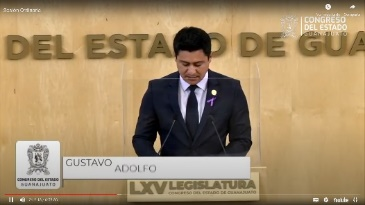 Sesión Ordinaria
CONGRESO
DEL ESTADO
GUANAJUATO
DEL ESTADO DE GUA
CONGRESO DEL ESTADO
GUANAJUATO
GUSTAVO
ADOLFO
LXV LEGISLATURA
CONGRESO DEL ESTADO DE GUANAJUATO